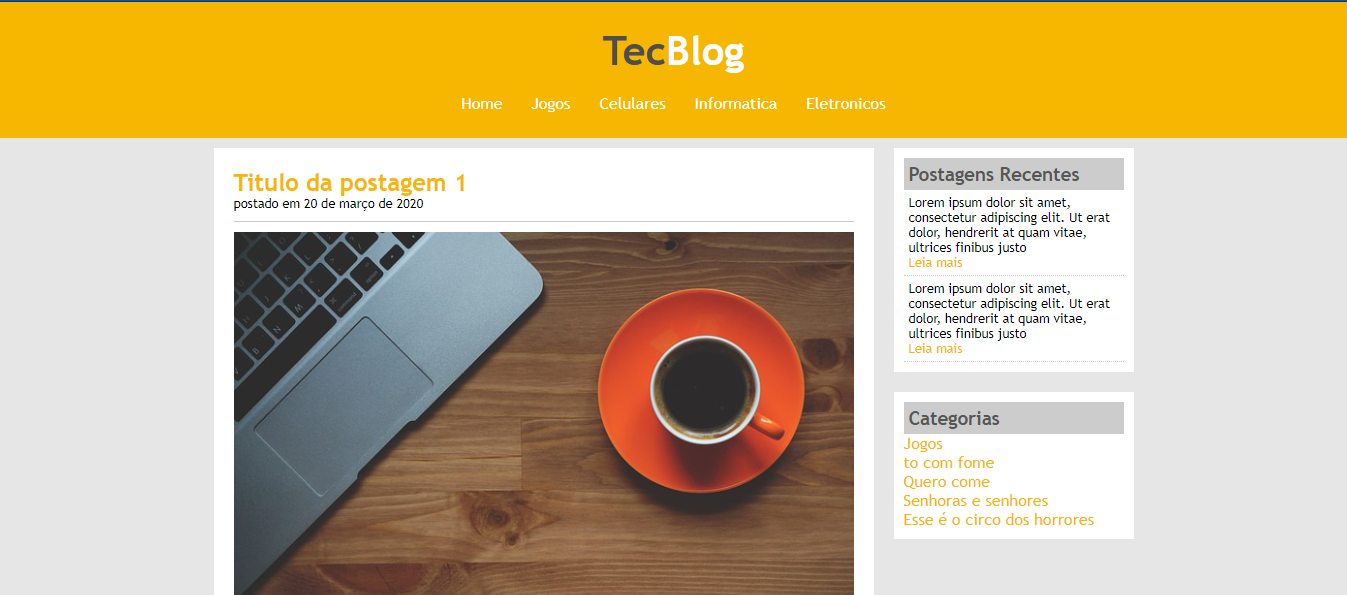 TecBlog
Home Jogos Celulares Informatica Eletronicos
Titulo da postagem 1
postado em 20 de março de 2020
Postagens Recentes
Lorem ipsum dolor sit amet,
consectetur adipiscing elit. Ut erat
dolor, hendrerit at quam vitae,
ultrices finibus justo
Leia mais
Lorem ipsum dolor sit amet,
consectetur adipiscing elit. Ut erat
dolor, hendrerit at quam vitae,
ultrices finibus justo
Leia mais
Categorias
Jogos
to com fome
Quero come
Senhoras e senhores
Esse é o circo dos horrores